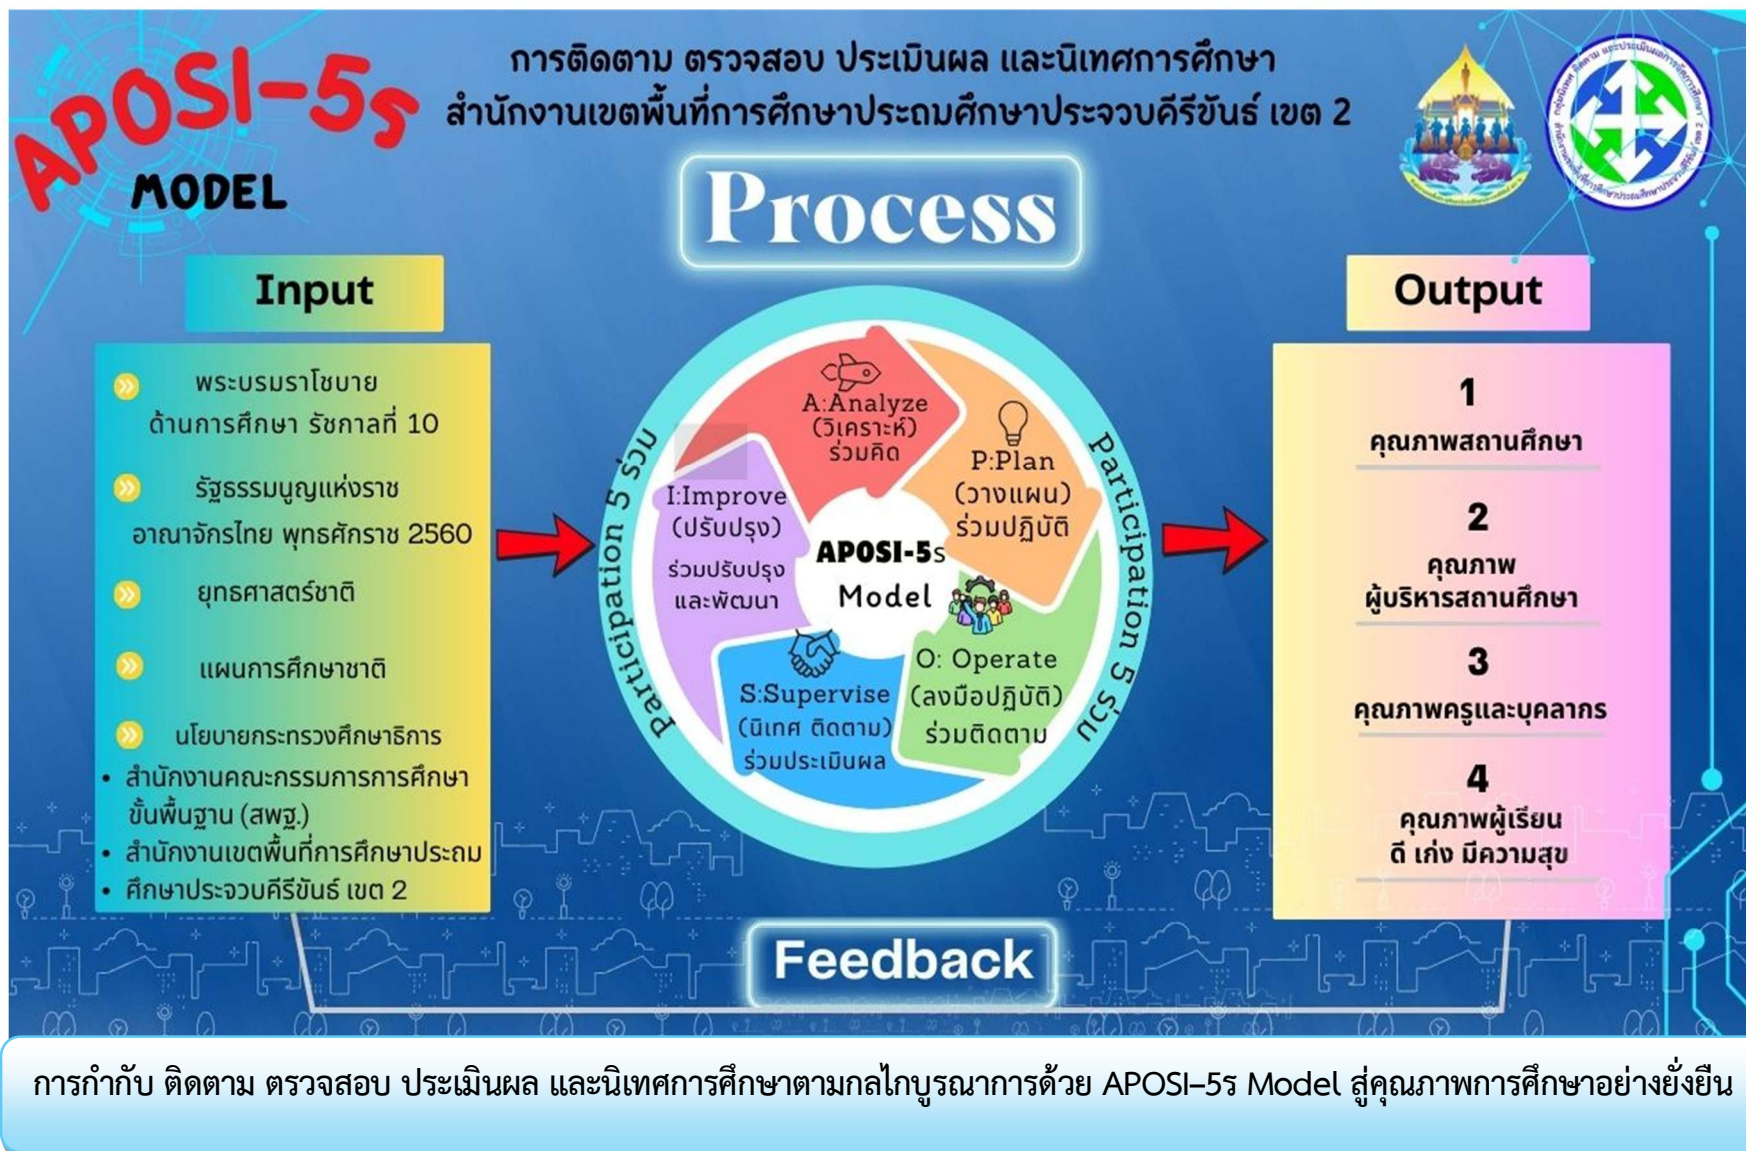 APOSI-5ร
MODEL
การติดตาม ตรวจสอบ ประเมินผล และนิเทศการศึกษา
สำนักงานเขตพื้นที่การศึกษาประถมศึกษาประจวบคีรีขันธ์ เขต 2
Process
Input
พระบรมราโชบาย
ด้านการศึกษา รัชกาลที่ 10
รัฐธรรมนูญแห่งราช
อาณาจักรไทย พุทธศักราช 2560
ยุทธศาสตร์ชาติ
แผนการศึกษาชาติ
นโยบายกระทรวงศึกษาธิการ
• สำนักงานคณะกรรมการการศึกษา
ขั้นพื้นฐาน (สพฐ.)
• สำนักงานเขตพื้นที่การศึกษาประถม
• ศึกษาประจวบคีรีขันธ์ เขต 2
Participation 5 ร่วม
A:Analyze
(วิเคราะห์)
ร่วมคิด
P:Plan
(วางแผน)
ร่วมปฏิบัติ
O: Operate
(ลงมือปฏิบัติ)
ร่วมติดตาม
S:Supervise
(นิเทศ ติดตาม)
ร่วมประเมินผล
I:Improve
(ปรับปรุง)
ร่วมปรับปรุง
และพัฒนา
APOSI-5s
Model
Participation 5 ร่วม
Output
1
คุณภาพสถานศึกษา
2
คุณภาพ
ผู้บริหารสถานศึกษา
3
คุณภาพครูและบุคลากร
4
คุณภาพผู้เรียน
ดี เก่ง มีความสุข
Feedback
การกำกับ ติดตาม ตรวจสอบ ประเมินผล และนิเทศการศึกษาตามกลไกบูรณาการด้วย APOSI–5ร Model สู่คุณภาพการศึกษาอย่างยั่งยืน